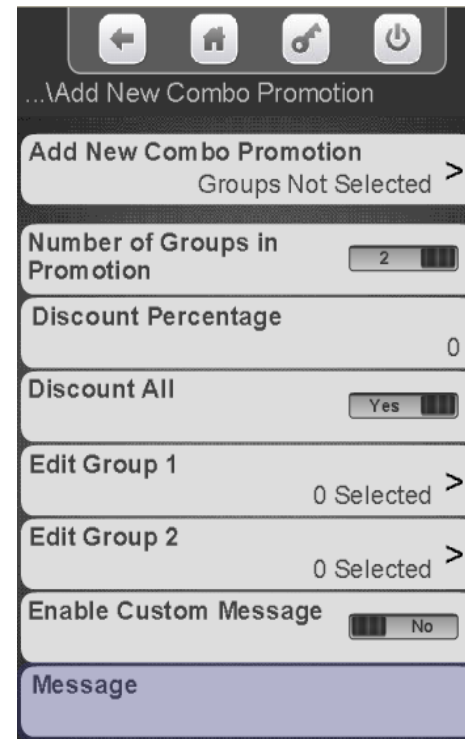 ...\Add New Combo Promotion
Add New Combo Promotion
Groups Not Selected >
Number of Groups in
Promotion
2
Discount Percentage
0
Discount All
Yes
Edit Group 1
0 Selected >
Edit Group 2
0 Selected >
Enable Custom Message
No
Message